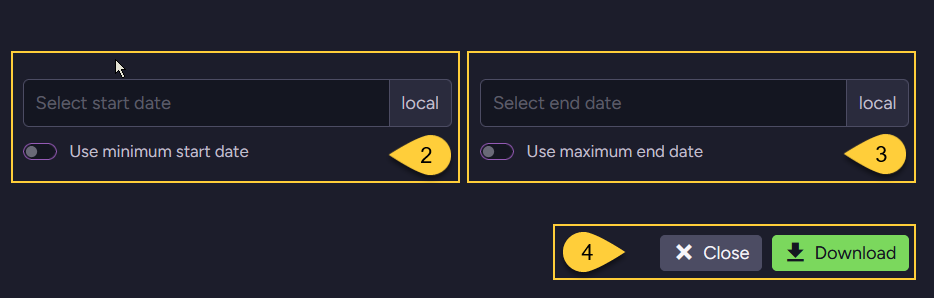 Select start date local
Select end date local
Use minimum start date 2
Use maximum end date 3
4 Close Download